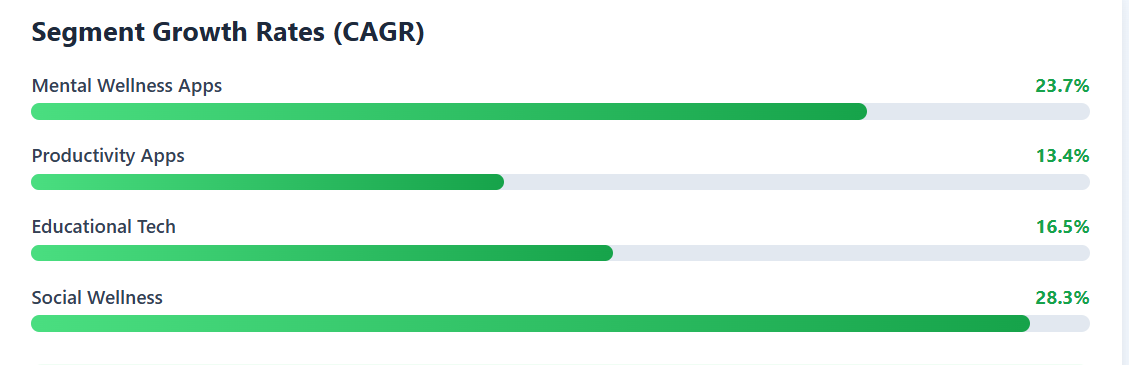 Segment Growth Rates (CAGR)
Mental Wellness Apps 23.7%
Productivity Apps 13.4%
Educational Tech 16.5%
Social Wellness 28.3%